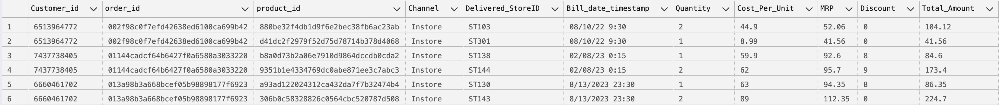 Customer_id order_id product_id Channel Delivered_StoreID Bill_date_timestamp Quantity Cost_Per_Unit MRP Discount Total_Amount
1 6513964772 002f98c0f7efd42638ed6100ca699b42 880be32f4db1d9f6e2bec38fb6ac23ab Instore ST103 08/10/22 9:30 2 44.9 52.06 0 104.12
2 6513964772 002f98c0f7efd42638ed6100ca699b42 d41dc2f2979f52d75d78714b378d4068 Instore ST301 08/10/22 9:30 1 8.99 41.56 0 41.56
3 7437738405 01144cadcf64b6427f0a6580a3033220 b8a0d73b2a06e7910d9864dccdb0cda2 Instore ST138 02/08/23 0:15 1 59.9 92.6 8 84.6
4 7437738405 01144cadcf64b6427f0a6580a3033220 9351b1e4334769dc0abe871ee3c7abc3 Instore ST144 02/08/23 0:15 2 62 95.7 9 173.4
5 6660461702 013a98b3a668bcef05b98898177f6923 a93ad122024312ca432da7f7b32474b4 Instore ST130 8/13/2023 23:30 1 63 94.35 8 86.35
6 6660461702 013a98b3a668bcef05b98898177f6923 306b0c58328826c0564cbc520787d508 Instore ST143 8/13/2023 23:30 2 89 112.35 0 224.7